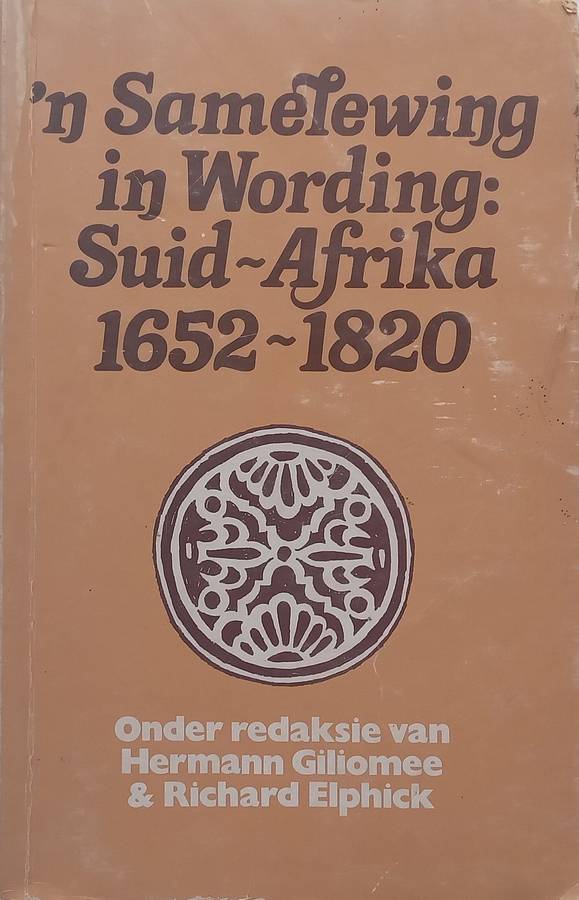 'n Samelewing
in Wording:
Suid~Afrika
1652~1820
Onder redaksie van
Hermann Giliomee
& Richard Elphick